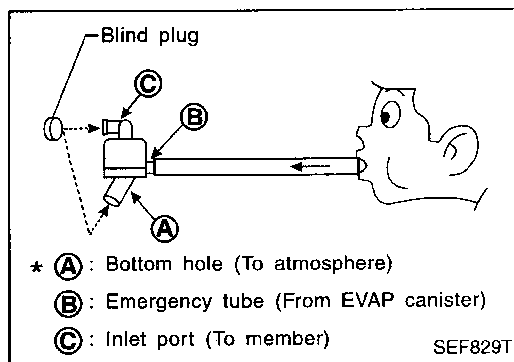 Blind plug
C
B
A
* A : Bottom hole (To atmosphere)
B : Emergency tube (From EVAP canister)
C : Inlet port (To member)
SEF829T